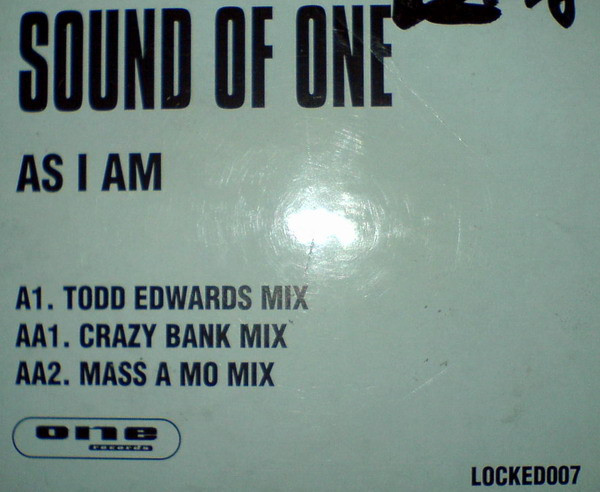 SOUND OF ONE
AS I AM
A1. TODD EDWARDS MIX
AA1. CRAZY BANK MIX
AA2. MASS A MO MIX
one
records
LOCKED007